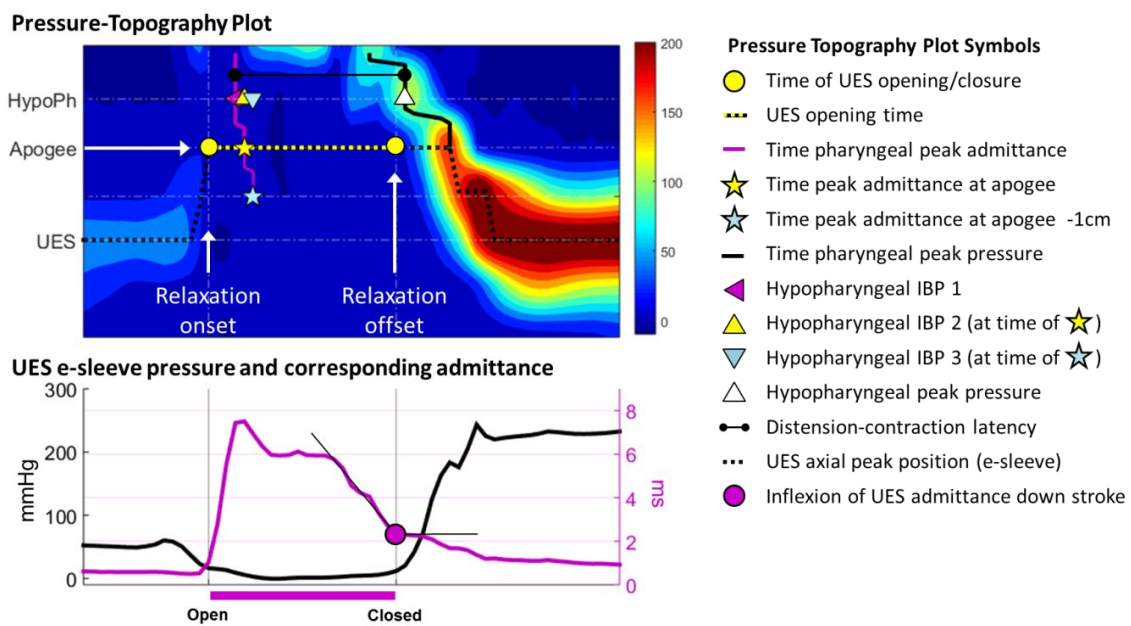 Pressure-Topography Plot
HypoPh
Apogee
UES
Relaxation
onset
Relaxation
offset
200
150
100
50
0
UES e-sleeve pressure and corresponding admittance
300
200
100
0
mmHg
8
6
4
2
0
ms
Open
Closed
Pressure Topography Plot Symbols
Time of UES opening/closure
UES opening time
Time pharyngeal peak admittance
Time peak admittance at apogee
Time peak admittance at apogee -1cm
Time pharyngeal peak pressure
Hypopharyngeal IBP 1
Hypopharyngeal IBP 2 (at time of )
Hypopharyngeal IBP 3 (at time of )
Hypopharyngeal peak pressure
Distension-contraction latency
UES axial peak position (e-sleeve)
Inflexion of UES admittance down stroke